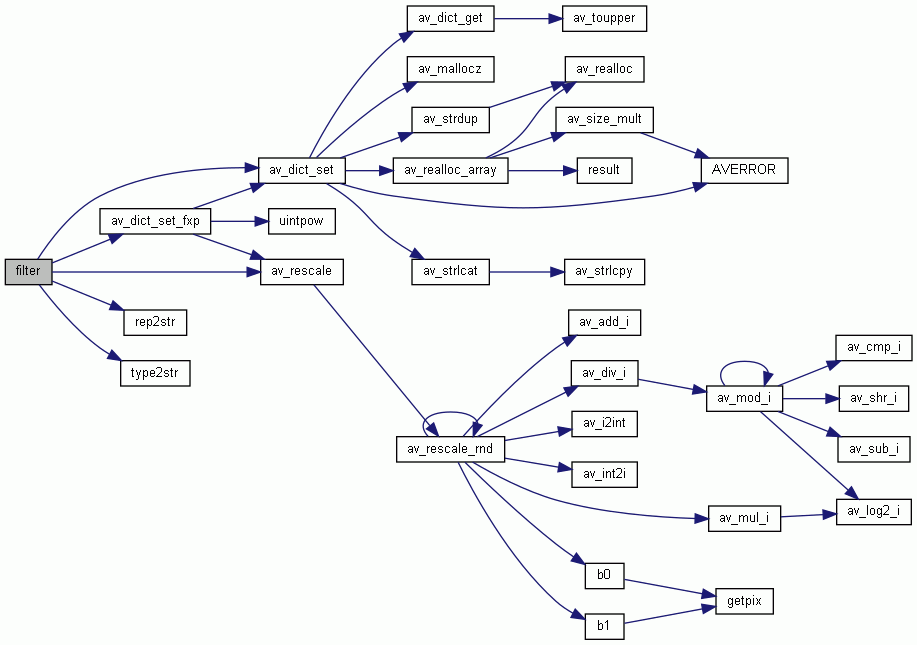 av_dict_get
av_toupper
av_mallocz
av_realloc
av_strdup
av_size_mult
av_dict_set
av_realloc_array
result
AVERROR
av_dict_set_fxp
uintpow
filter
av_rescale
av_strlcat
av_strlcpy
rep2str
av_add_i
av_cmp_i
type2str
av_div_i
av_mod_i
av_shr_i
av_i2int
av_rescale_rnd
av_sub_i
av_int2i
av_log2_i
av_mul_i
b0
getpix
b1